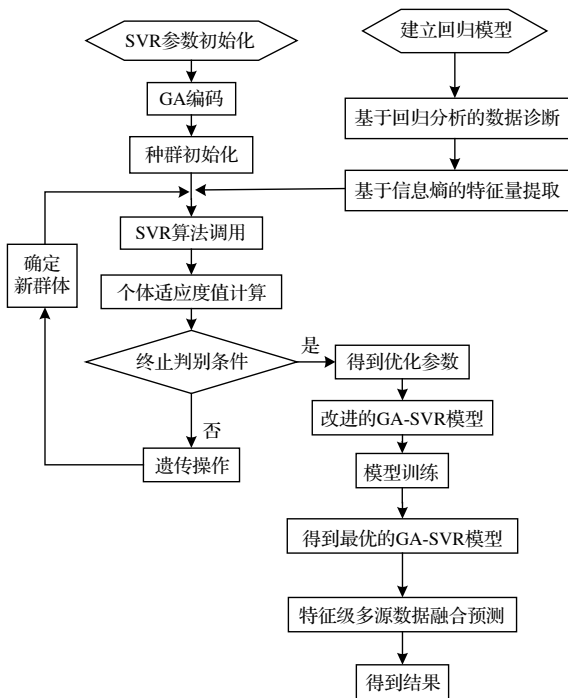 SVR参数初始化
建立回归模型
GA编码
基于回归分析的数据诊断
种群初始化
基于信息熵的特征量提取
SVR算法调用
确定
新群体
个体适应度值计算
终止判别条件
是
得到优化参数
否
改进的GA-SVR模型
遗传操作
模型训练
得到最优的GA-SVR模型
特征级多源数据融合预测
得到结果